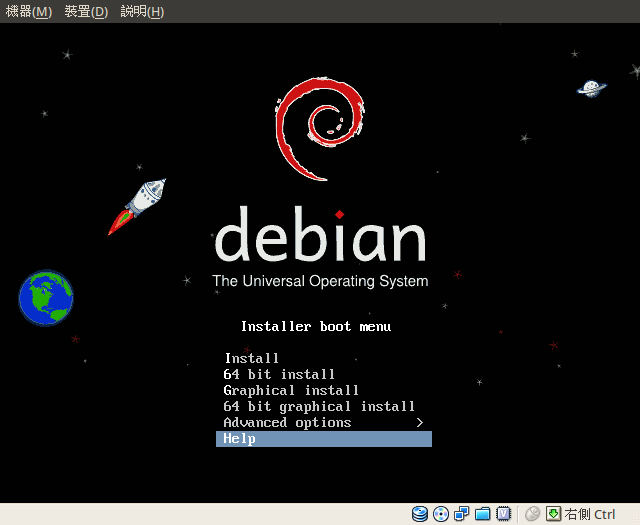 機器(M) 裝置(D) 說明(H)
debian
The Universal Operating System
Installer boot menu
Install
64 bit install
Graphical install
64 bit graphical install
Advanced options >
Help
右側 Ctrl